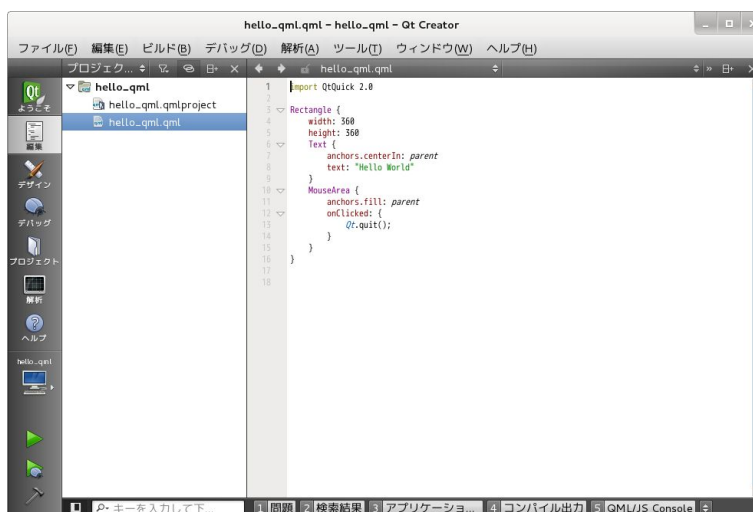 hello_qml.qml - hello_qml - Qt Creator
ファイル(F) 編集(E) ビルド(B) デバッグ(D) 解析(A) ツール(T) ウィンドウ(W) ヘルプ(H)
プロジェク...
hello_qml.qml
Qt
ようこそ
編集
デザイン
デバッグ
プロジェクト
解析
ヘルプ
hello_qml
hello_qml
hello_qml.qmlproject
hello_qml.qml
1 import QtQuick 2.0
2
3 Rectangle {
4 width: 360
5 height: 360
6 Text {
7 anchors.centerIn: parent
8 text: "Hello World"
9 }
10 MouseArea {
11 anchors.fill: parent
12 onClicked: {
13 Qt.quit();
14 }
15 }
16 }
17
18
キーを入力して下...
1 問題 2 検索結果 3 アプリケーショ... 4 コンパイル出力 5 QML/JS Console